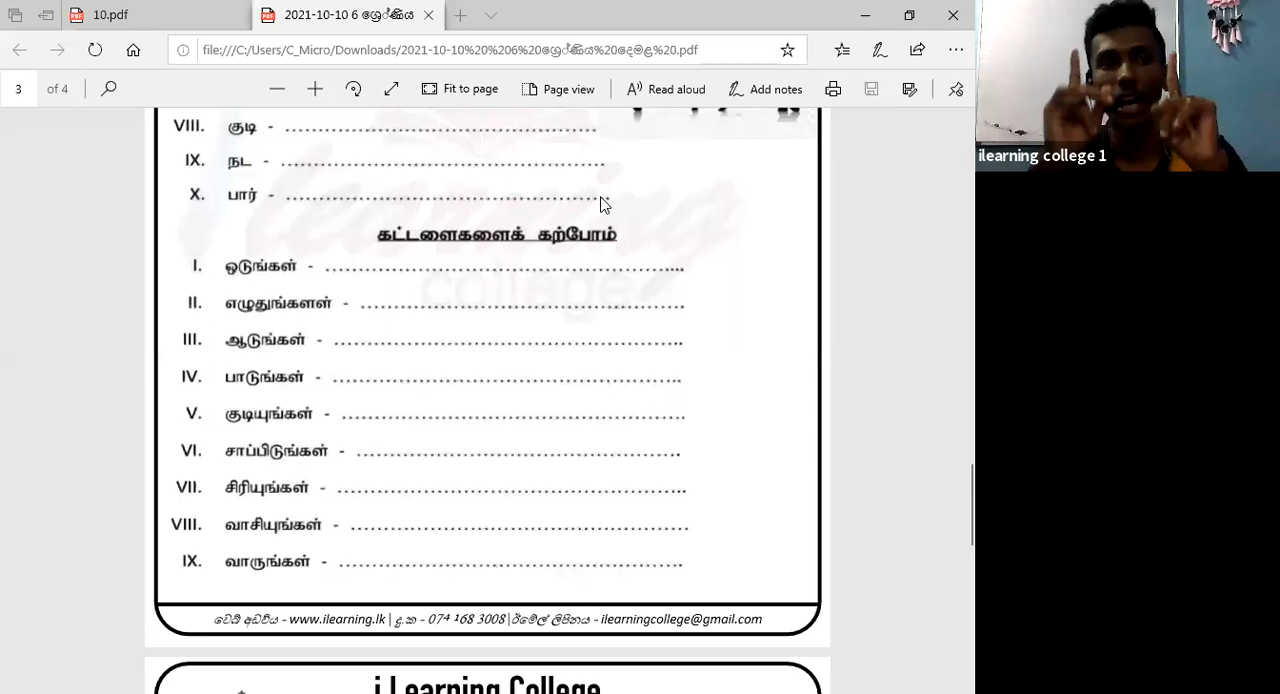 10.pdf
2021-10-10 6 ශ්‍රේණිය
file:///C:/Users/C_Micro/Downloads/2021-10-10%20%206%20ශ්‍රේණිය%20දෙමළ%20.pdf
3 of 4 Fit to page Page view Read aloud Add notes
VIII. குடி - ................................................
IX. நட - ................................................
X. பார் - ................................................
கட்டளைகளைக் கற்போம்
I. ஓடுங்கள் - ................................................
II. எழுதுங்களள் - ................................................
III. ஆடுங்கள் - ................................................
IV. பாடுங்கள் - ................................................
V. குடியுங்கள் - ................................................
VI. சாப்பிடுங்கள் - ................................................
VII. சிரியுங்கள் - ................................................
VIII. வாசியுங்கள் - ................................................
IX. வாருங்கள் - ................................................
වෙබ් අඩවිය - www.ilearning.lk | දු.ක - 074 168 3008|ඊමේල් ලිපිනය - ilearningcollege@gmail.com
i Learning College
ilearning college 1